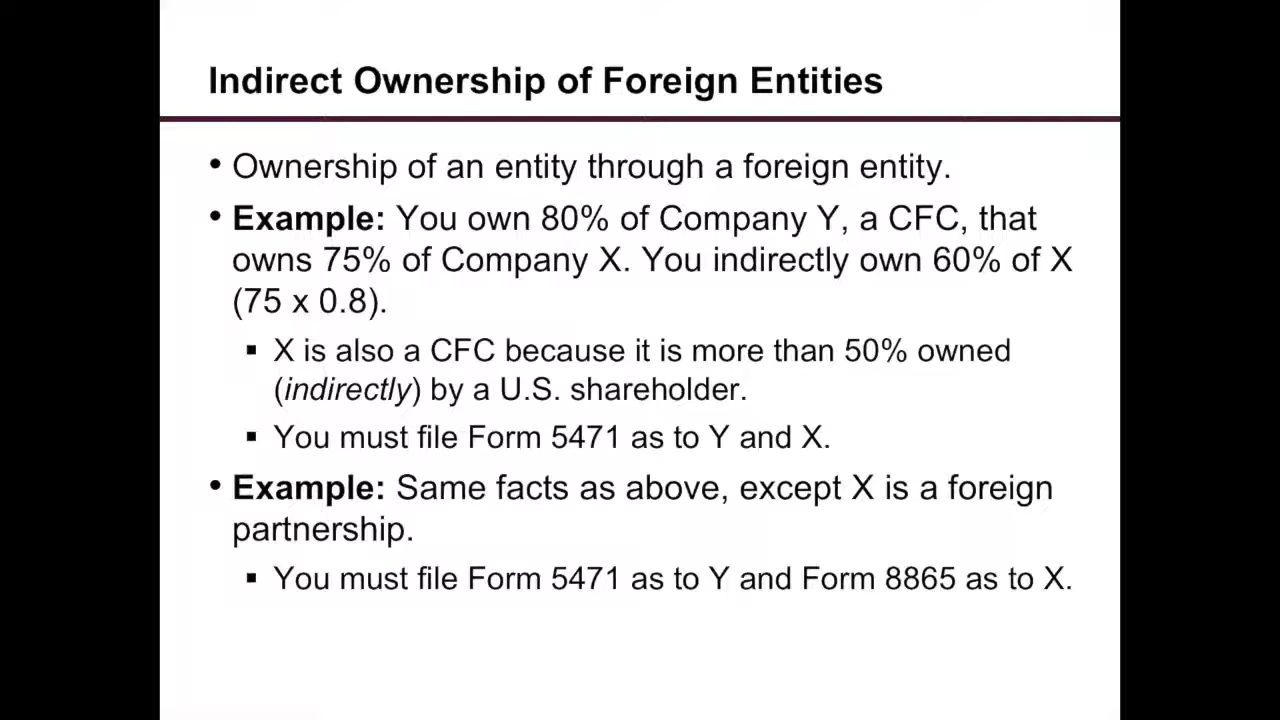 Indirect Ownership of Foreign Entities
• Ownership of an entity through a foreign entity.
• Example: You own 80% of Company Y, a CFC, that
owns 75% of Company X. You indirectly own 60% of X
(75 x 0.8).
▪ X is also a CFC because it is more than 50% owned
(indirectly) by a U.S. shareholder.
▪ You must file Form 5471 as to Y and X.
• Example: Same facts as above, except X is a foreign
partnership.
▪ You must file Form 5471 as to Y and Form 8865 as to X.